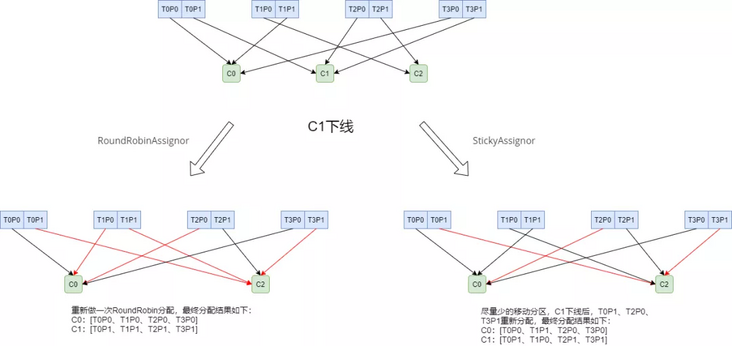 T0P0 T0P1 T1P0 T1P1 T2P0 T2P1 T3P0 T3P1
C0 C1 C2
C1下线
RoundRobinAssignor
StickyAssignor
T0P0 T0P1 T1P0 T1P1 T2P0 T2P1 T3P0 T3P1
C0 C2
重新做一次RoundRobin分配，最终分配结果如下：
C0：[T0P0、T1P0、T2P0、T3P0]
C1：[T0P1、T1P1、T2P1、T3P1]
T0P0 T0P1 T1P0 T1P1 T2P0 T2P1 T3P0 T3P1
C0 C2
尽量少的移动分区，C1下线后，T0P1、T2P0、
T3P1重新分配，最终分配结果如下：
C0：[T0P0、T1P1、T2P0、T3P0]
C1：[T0P1、T1P0、T2P1、T3P1]